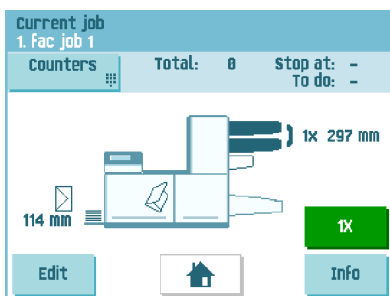 Current job
1. Fac job 1
Counters
Total: 0
Stop at: -
To do: -
1x 297 mm
114 mm
1X
Edit
Info